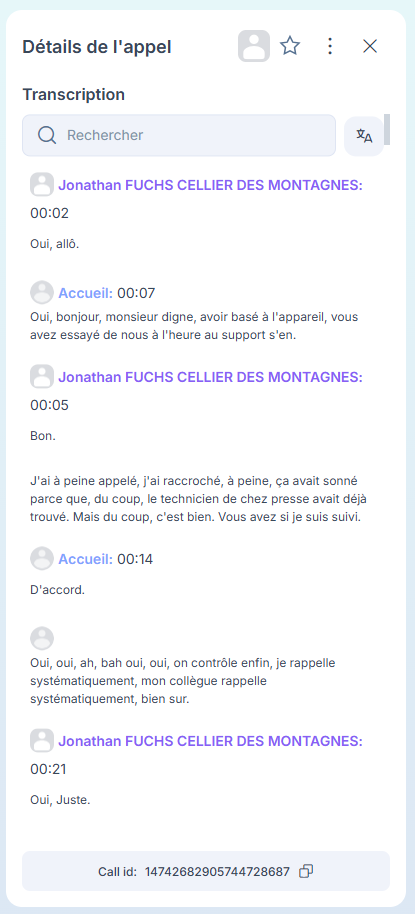 Détails de l'appel
Transcription
Rechercher
Jonathan FUCHS CELLIER DES MONTAGNES:
00:02
Oui, allô.
Accueil: 00:07
Oui, bonjour, monsieur digne, avoir basé à l'appareil, vous
avez essayé de nous à l'heure au support s'en.
Jonathan FUCHS CELLIER DES MONTAGNES:
00:05
Bon.
J'ai à peine appelé, j'ai raccroché, à peine, ça avait sonné
parce que, du coup, le technicien de chez presse avait déjà
trouvé. Mais du coup, c'est bien. Vous avez si je suis suivi.
Accueil: 00:14
D'accord.
Oui, oui, ah, bah oui, oui, on contrôle enfin, je rappelle
systématiquement, mon collègue rappelle
systématiquement, bien sur.
Jonathan FUCHS CELLIER DES MONTAGNES:
00:21
Oui, Juste.
Call id: 14742682905744728687